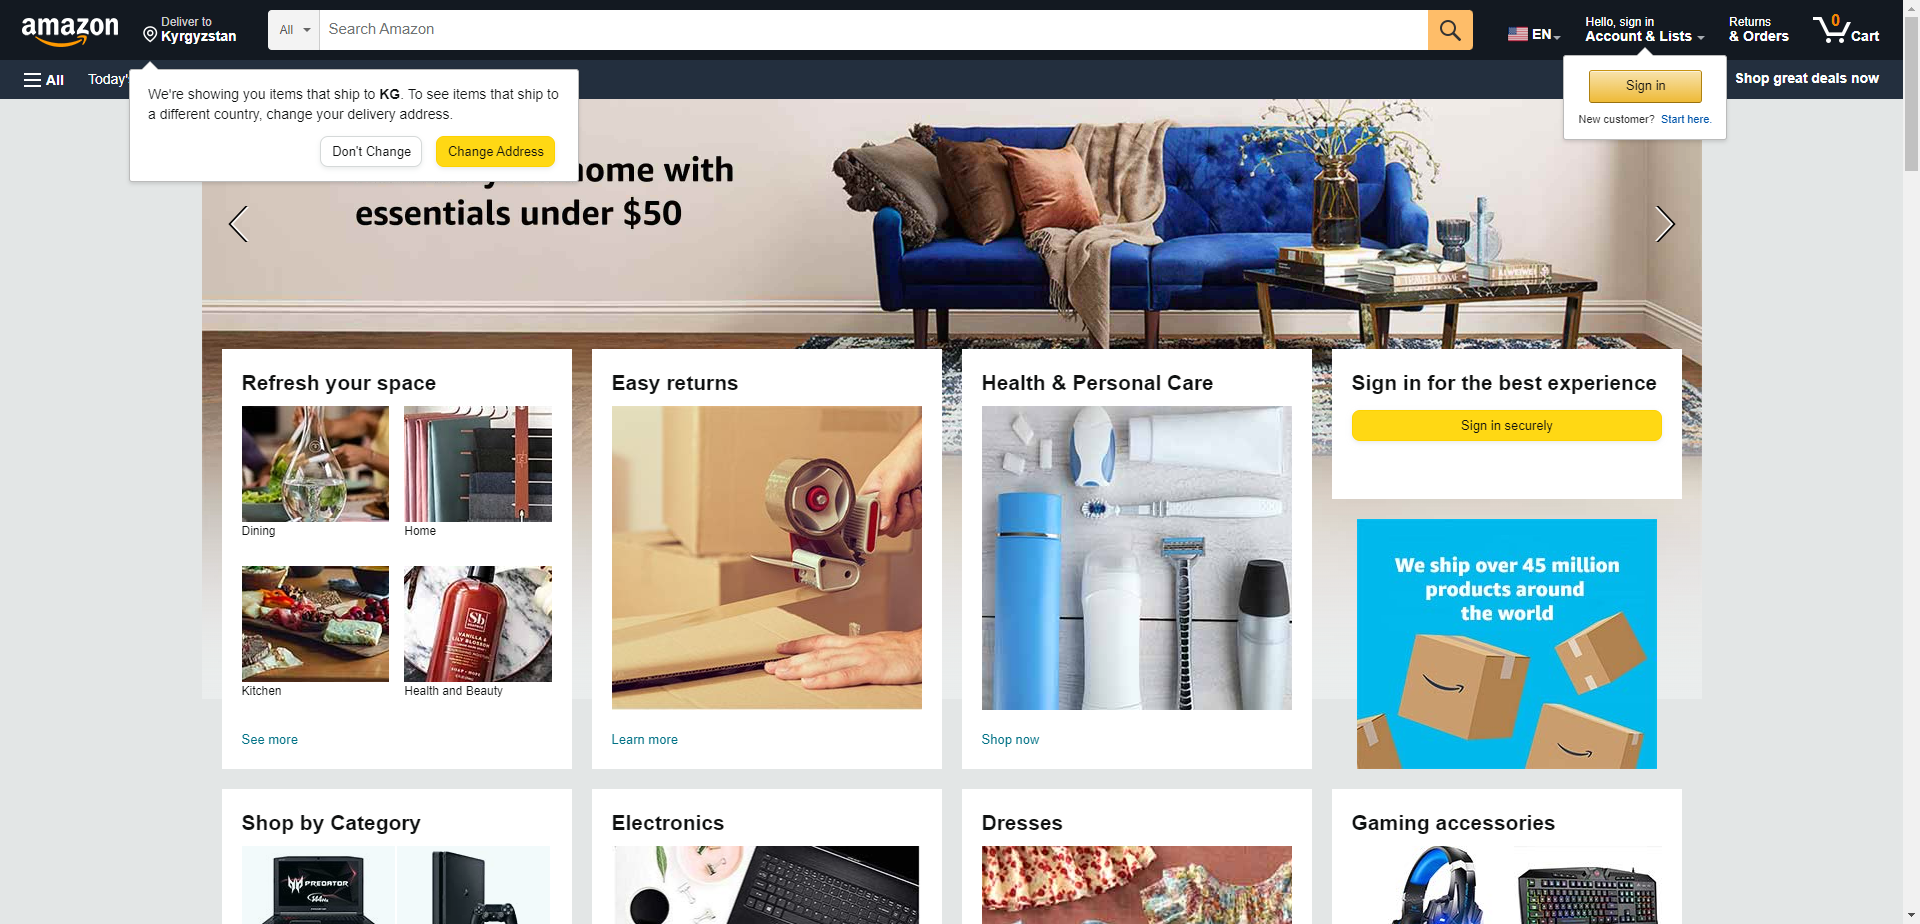 amazon
Deliver to
Kyrgyzstan
All
Search Amazon
EN
Hello, sign in
Account & Lists
Returns
& Orders
0
Cart
All
Today'
Shop great deals now
We're showing you items that ship to KG. To see items that ship to
a different country, change your delivery address.
Don't Change
Change Address
Sign in
New customer? Start here.
home with
essentials under $50
Refresh your space
Dining
Home
Kitchen
Health and Beauty
See more
Easy returns
Learn more
Health & Personal Care
Shop now
Sign in for the best experience
Sign in securely
We ship over 45 million
products around
the world
Sb
VANILLA &
LILY BLOSSOM
Shop by Category
Electronics
Dresses
Gaming accessories
PREDATOR